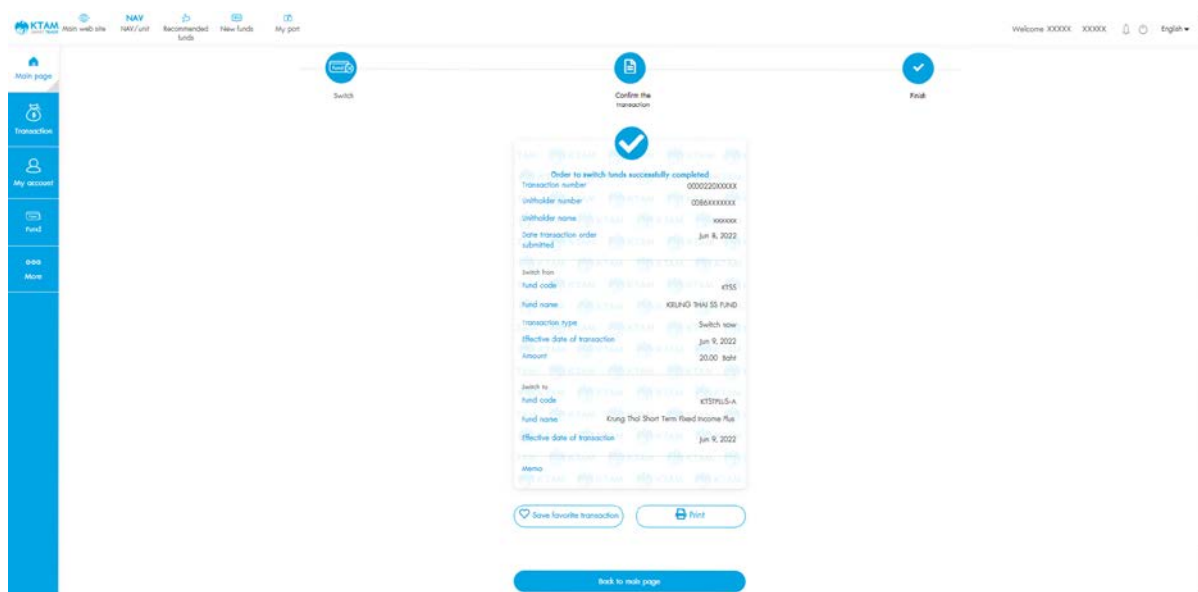 KTAM
SMART TRADE
Main web site
NAV
NAV/unit
Recommended
funds
New funds
My port
Welcome XXXXX XXXXX
English
Main page
Transaction
My account
Fund
More
Switch
Confirm the
transaction
Finish
Order to switch funds successfully completed
Transaction number 0000220XXXXX
Unitholder number 0086XXXXXXX
Unitholder name XXXXXX
Date transaction order Jun 8, 2022
submitted
Switch from
Fund code KTSS
Fund name KRUNG THAI SS FUND
Transaction type Switch now
Effective date of transaction Jun 9, 2022
Amount 20.00 Baht
Switch to
Fund code KTSTPLUS-A
Fund name Krung Thai Short Term Fixed Income Plus
Effective date of transaction Jun 9, 2022
Memo
Save favorite transaction
Print
Back to main page